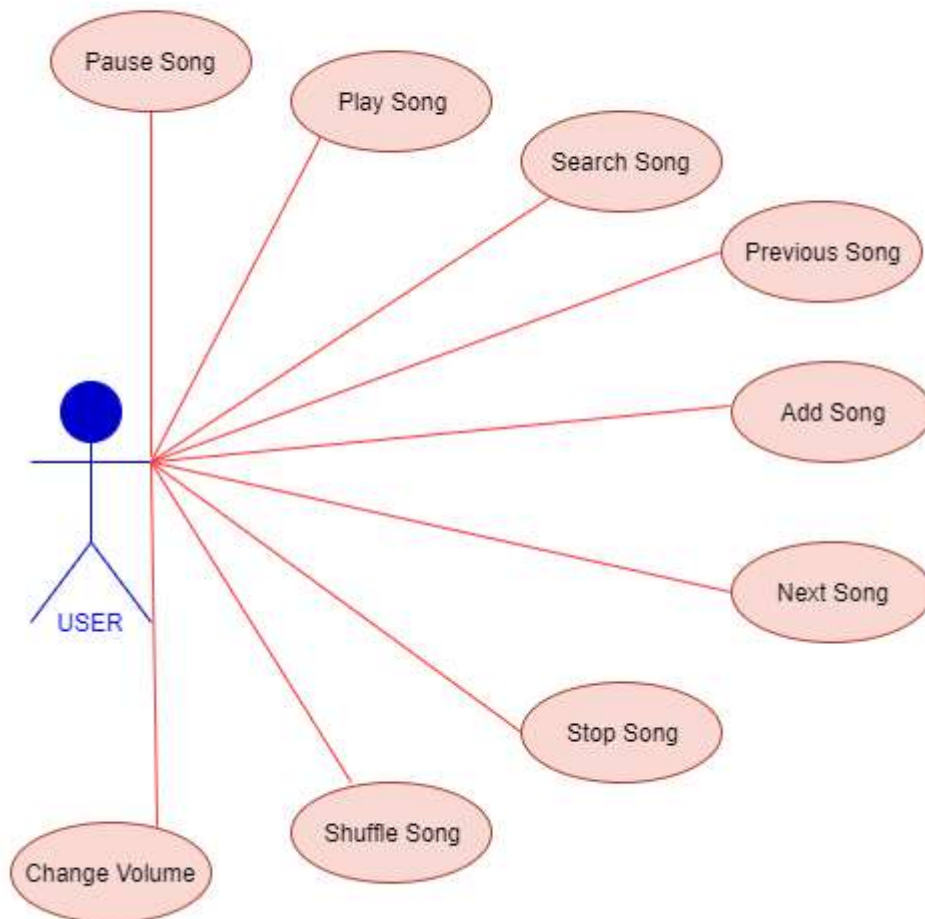 Pause Song
Play Song
Search Song
Previous Song
Add Song
USER
Next Song
Stop Song
Shuffle Song
Change Volume